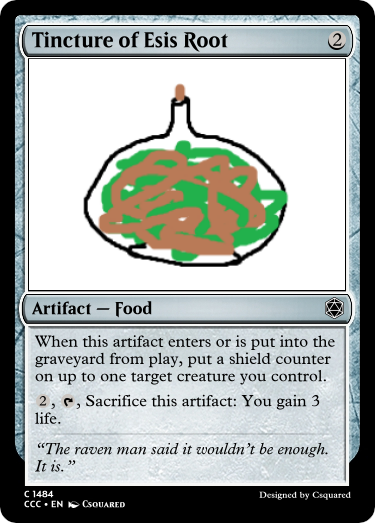 Tincture of Esis Root 2
Artifact — Food
When this artifact enters or is put into the
graveyard from play, put a shield counter
on up to one target creature you control.
2, , Sacrifice this artifact: You gain 3
life.
“The raven man said it wouldn’t be enough.
It is.”
C 1484
CCC • EN Csquared
Designed by Csquared